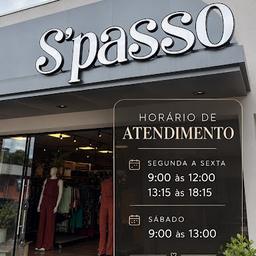 S'passo
HORÁRIO DE
ATENDIMENTO
SEGUNDA A SEXTA
9:00 às 12:00
13:15 às 18:15
SÁBADO
9:00 às 13:00